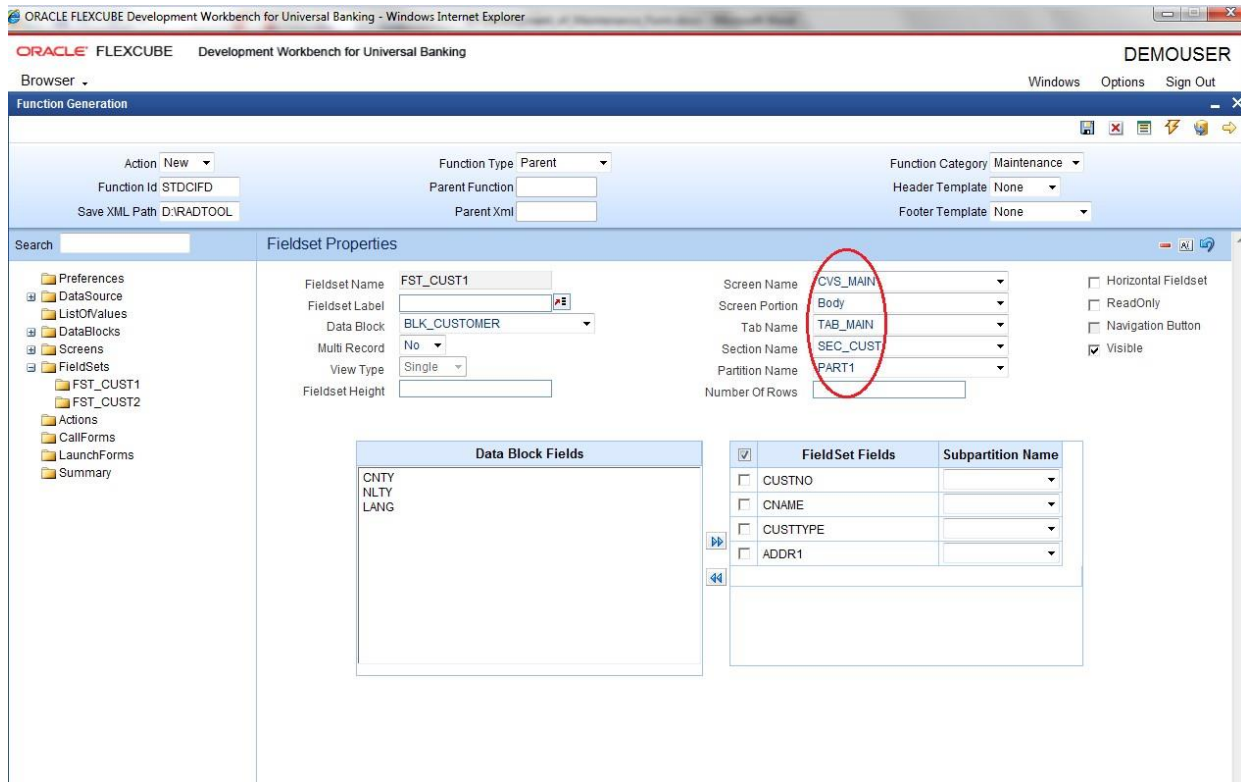 ORACLE FLEXCUBE Development Workbench for Universal Banking - Windows Internet Explorer
ORACLE FLEXCUBE Development Workbench for Universal Banking
DEMOUSER
Browser
Windows Options Sign Out
Function Generation
Action New Function Type Parent Function Category Maintenance
Function Id STDCIFD Parent Function Header Template None
Save XML Path D:\RADTOOL Parent Xml Footer Template None
Search
Fieldset Properties
Preferences
DataSource
ListOfValues
DataBlocks
Screens
FieldSets
FST_CUST1
FST_CUST2
Actions
CallForms
LaunchForms
Summary
Fieldset Name FST_CUST1 Screen Name CVS_MAIN Horizontal Fieldset
Fieldset Label Screen Portion Body ReadOnly
Data Block BLK_CUSTOMER Tab Name TAB_MAIN Navigation Button
Multi Record No Section Name SEC_CUST Visible
View Type Single Partition Name PART1
Fieldset Height Number Of Rows
Data Block Fields
CNTY
NLTY
LANG
FieldSet Fields Subpartition Name
CUSTNO
CNAME
CUSTTYPE
ADDR1